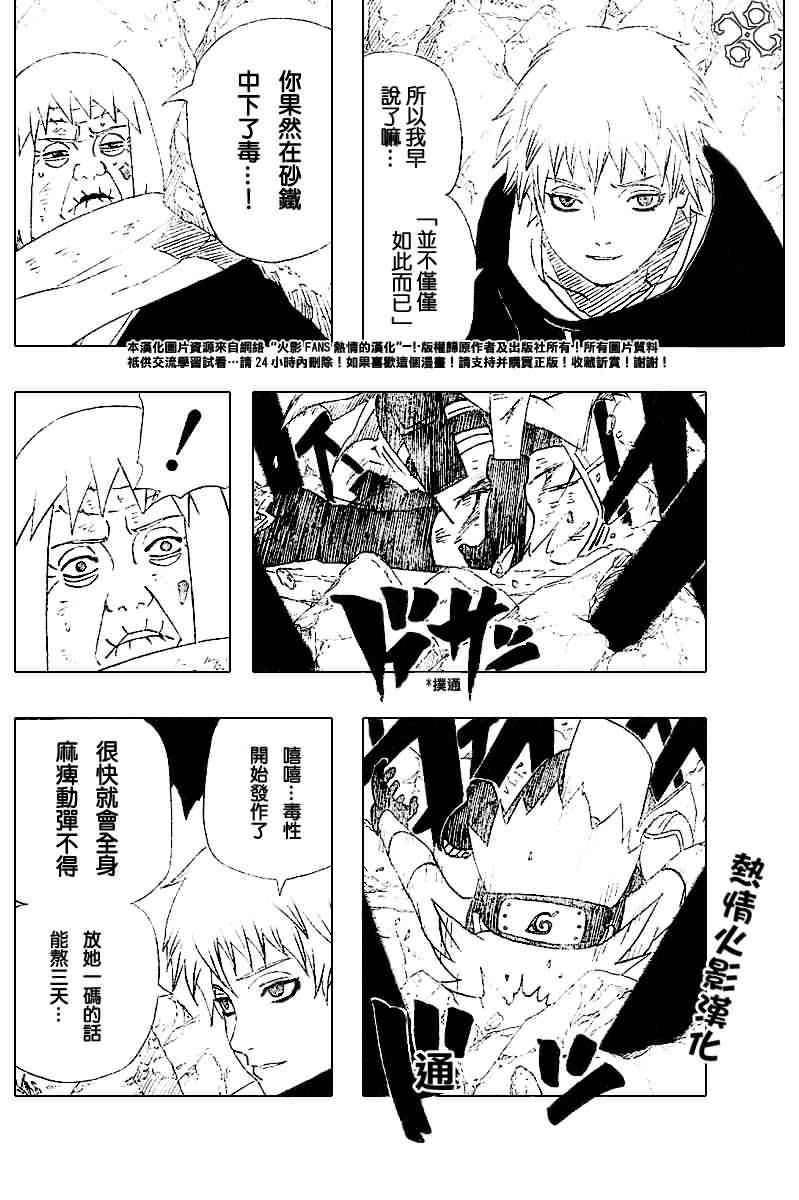 所以我早
說了嘛…
「並不僅僅
如此而已」
你果然在砂鐵
中下了毒…！
本漢化圖片資源來自網絡“火影FANS熱情的漢化”—！版權歸原作者及出版社所有！所有圖片質料
祗供交流學習試看…請24小時內刪除！如果喜歡這個漫畫！請支持并購買正版！收藏訢賞！謝謝！
ドサッ
*撲通
！
通
嘻嘻…毒性
開始發作了
很快就會全身
麻痺動彈不得
放她一碼的話
能熬三天…
熱情火影漢化